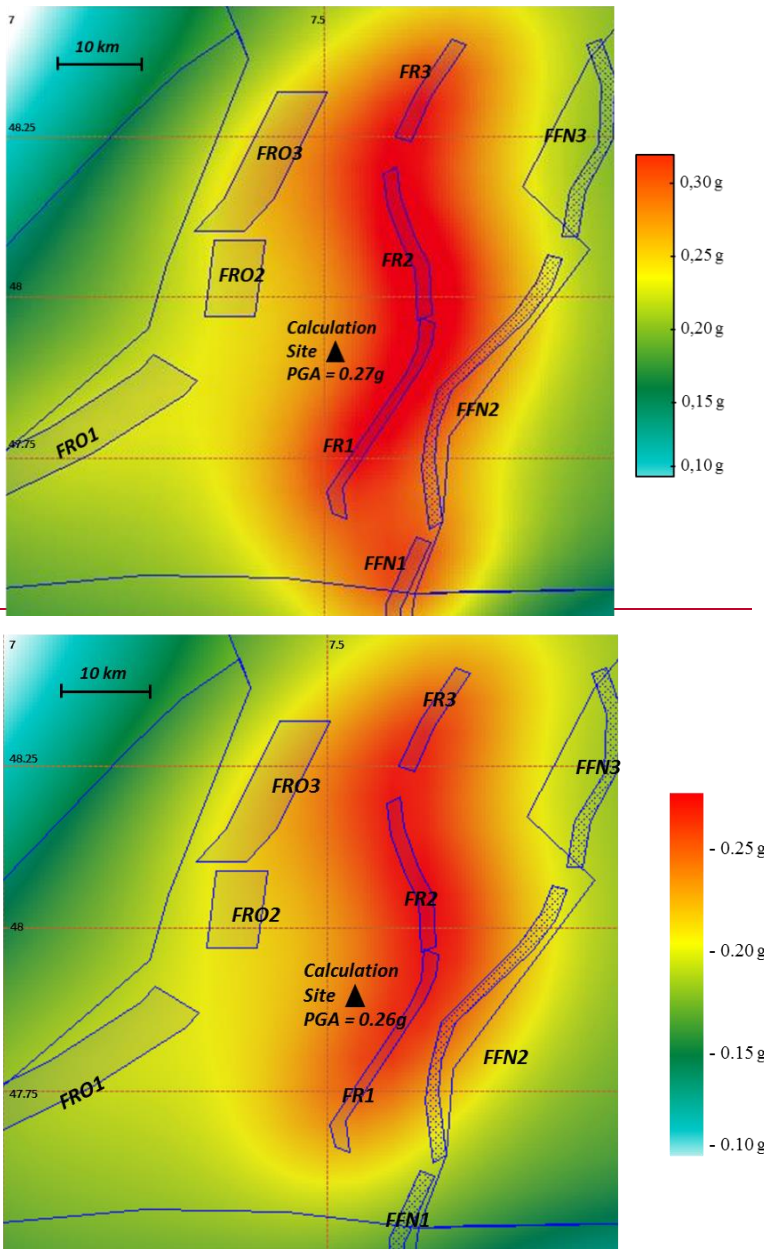 7
7.5
10 km
FR3
48.25
FFN3
FRO3
FR2
FRO2
48
Calculation
Site
PGA = 0.27g
FFN2
FR1
47.75
FRO1
FFN1
0,30 g
0,25 g
0,20 g
0,15 g
0,10 g
7
7.5
10 km
FR3
48.25
FFN3
FRO3
FR2
FRO2
48
Calculation
Site
PGA = 0.26g
FFN2
FR1
47.75
FRO1
FFN1
- 0.25 g
- 0.20 g
- 0.15 g
- 0.10 g